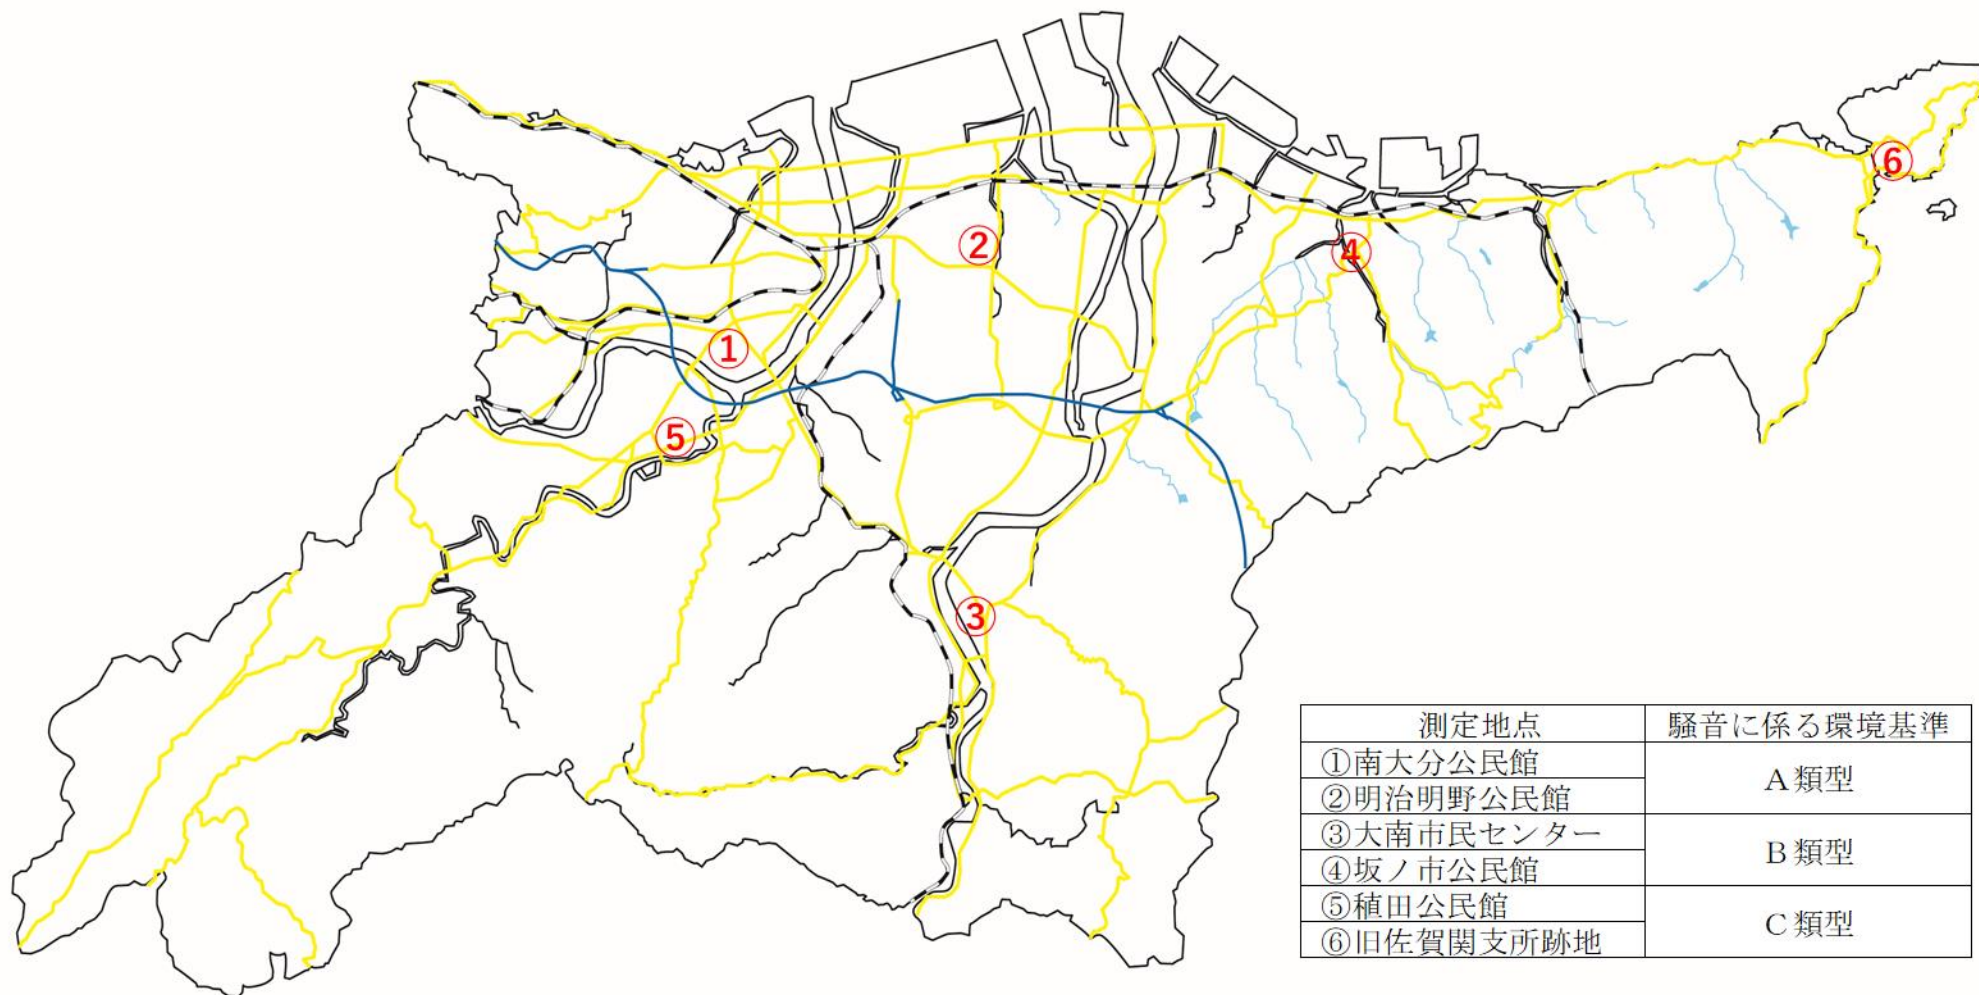 ①
②
③
④
⑤
⑥
測定地点 騒音に係る環境基準
①南大分公民館 A類型
②明治明野公民館
③大南市民センター B類型
④坂ノ市公民館
⑤稙田公民館 C類型
⑥旧佐賀関支所跡地